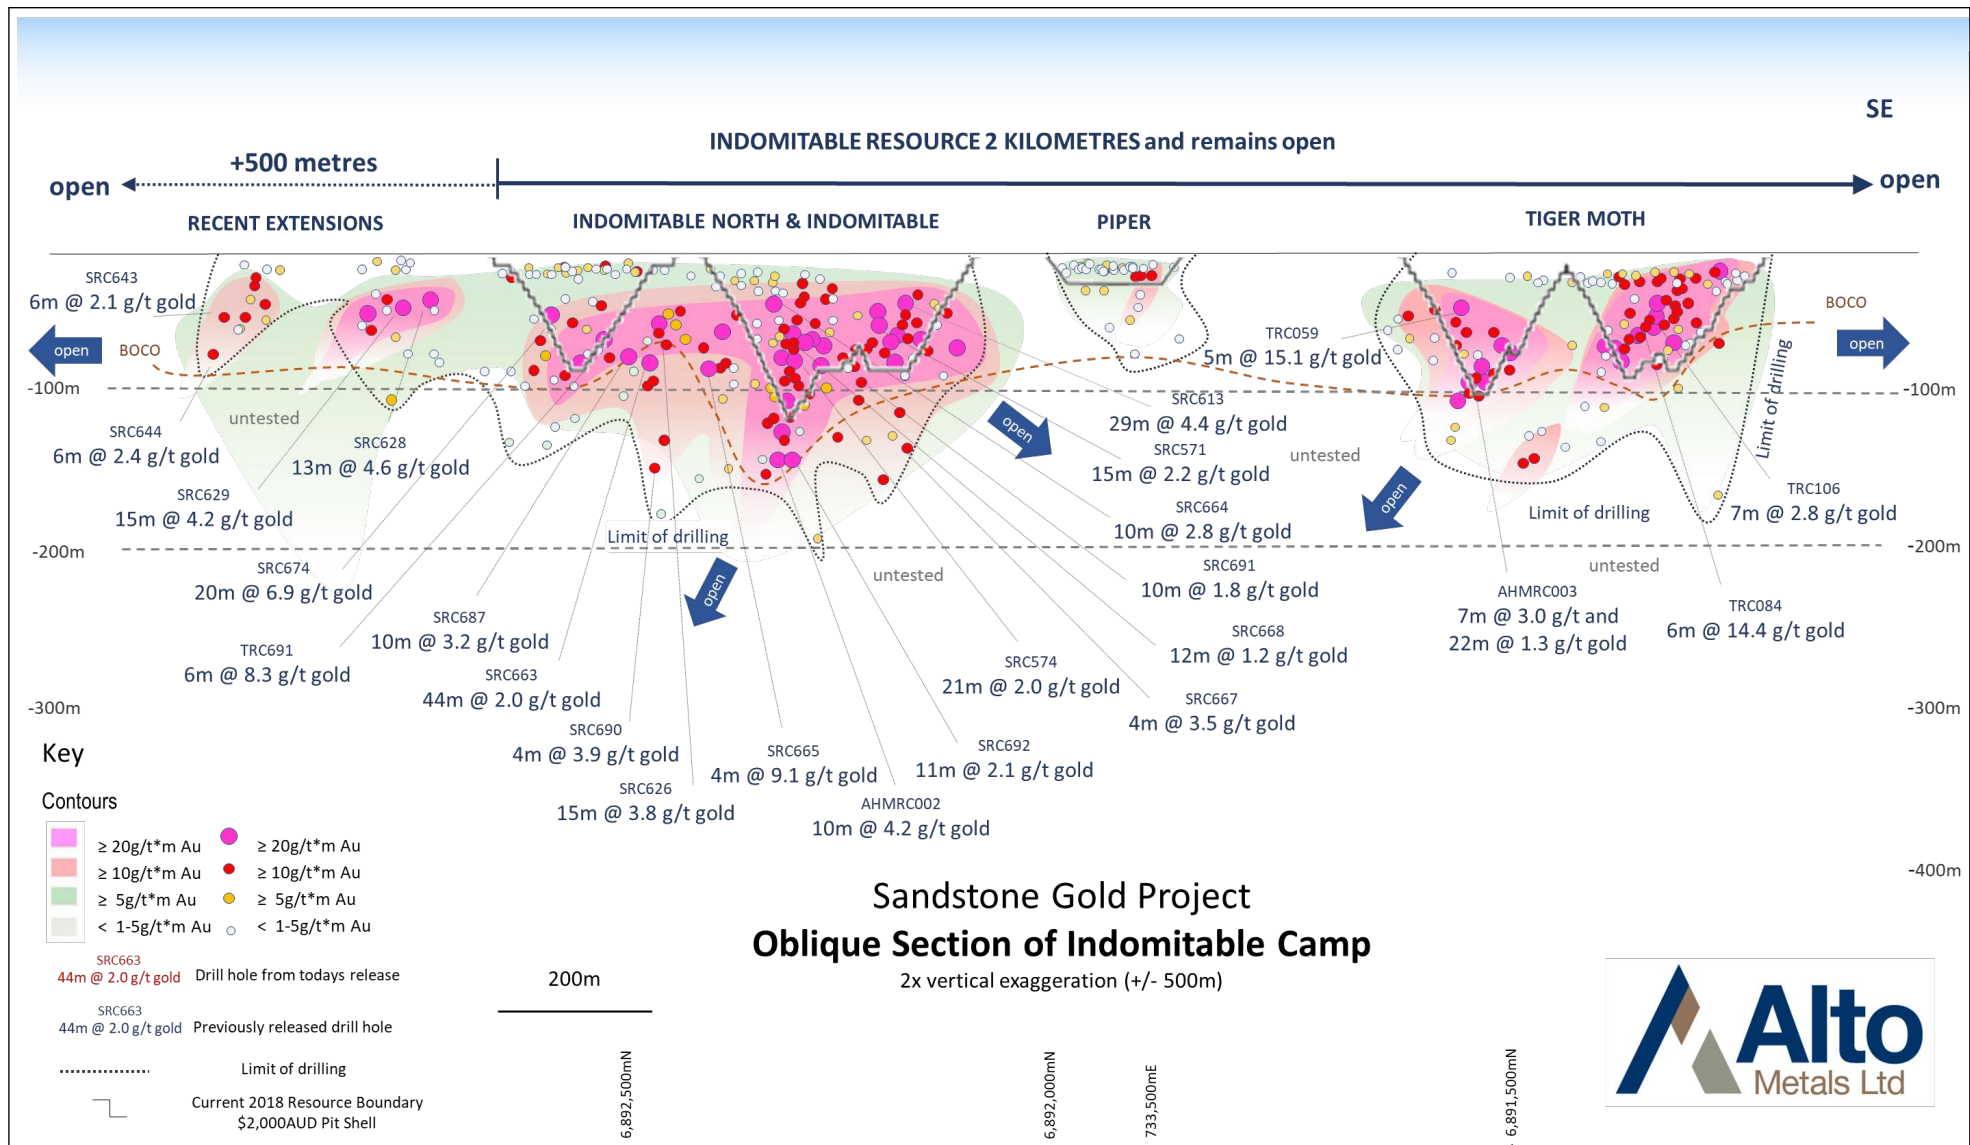 SE
INDOMITABLE RESOURCE 2 KILOMETRES and remains open
+500 metres
open
open
RECENT EXTENSIONS
INDOMITABLE NORTH & INDOMITABLE
PIPER
TIGER MOTH
SRC643
6m @ 2.1 g/t gold
open
BOCO
BOCO
open
TRC059
5m @ 15.1 g/t gold
-100m
-100m
untested
SRC644
6m @ 2.4 g/t gold
SRC628
13m @ 4.6 g/t gold
SRC629
15m @ 4.2 g/t gold
SRC613
29m @ 4.4 g/t gold
open
SRC571
15m @ 2.2 g/t gold
untested
Limit of drilling
open
SRC664
10m @ 2.8 g/t gold
Limit of drilling
TRC106
7m @ 2.8 g/t gold
Limit of drilling
-200m
-200m
SRC674
20m @ 6.9 g/t gold
open
untested
SRC691
10m @ 1.8 g/t gold
untested
AHMRC003
7m @ 3.0 g/t and
22m @ 1.3 g/t gold
TRC084
6m @ 14.4 g/t gold
SRC687
10m @ 3.2 g/t gold
TRC691
6m @ 8.3 g/t gold
SRC668
12m @ 1.2 g/t gold
SRC663
44m @ 2.0 g/t gold
SRC574
21m @ 2.0 g/t gold
SRC667
4m @ 3.5 g/t gold
-300m
-300m
SRC690
4m @ 3.9 g/t gold
SRC665
4m @ 9.1 g/t gold
SRC692
11m @ 2.1 g/t gold
SRC626
15m @ 3.8 g/t gold
AHMRC002
10m @ 4.2 g/t gold
-400m
Key
Contours
≥ 20g/t*m Au ≥ 20g/t*m Au
≥ 10g/t*m Au ≥ 10g/t*m Au
≥ 5g/t*m Au ≥ 5g/t*m Au
< 1-5g/t*m Au < 1-5g/t*m Au
SRC663
44m @ 2.0 g/t gold Drill hole from todays release
SRC663
44m @ 2.0 g/t gold Previously released drill hole
Limit of drilling
Current 2018 Resource Boundary
$2,000AUD Pit Shell
Sandstone Gold Project
Oblique Section of Indomitable Camp
2x vertical exaggeration (+/- 500m)
200m
6,892,500mN
6,892,000mN
733,500mE
6,891,500mN
Alto
Metals Ltd